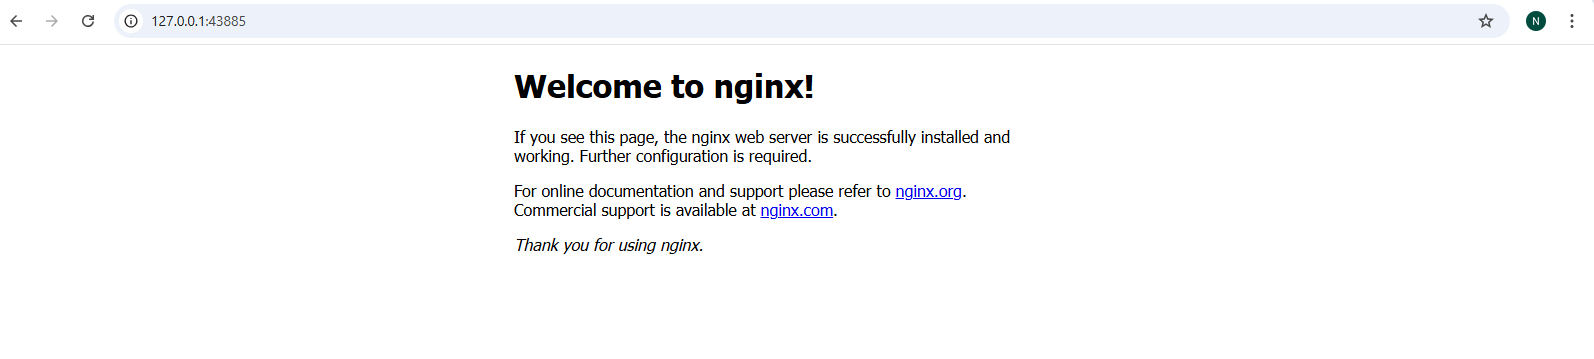 127.0.0.1:43885
N
Welcome to nginx!
If you see this page, the nginx web server is successfully installed and
working. Further configuration is required.
For online documentation and support please refer to nginx.org.
Commercial support is available at nginx.com.
Thank you for using nginx.